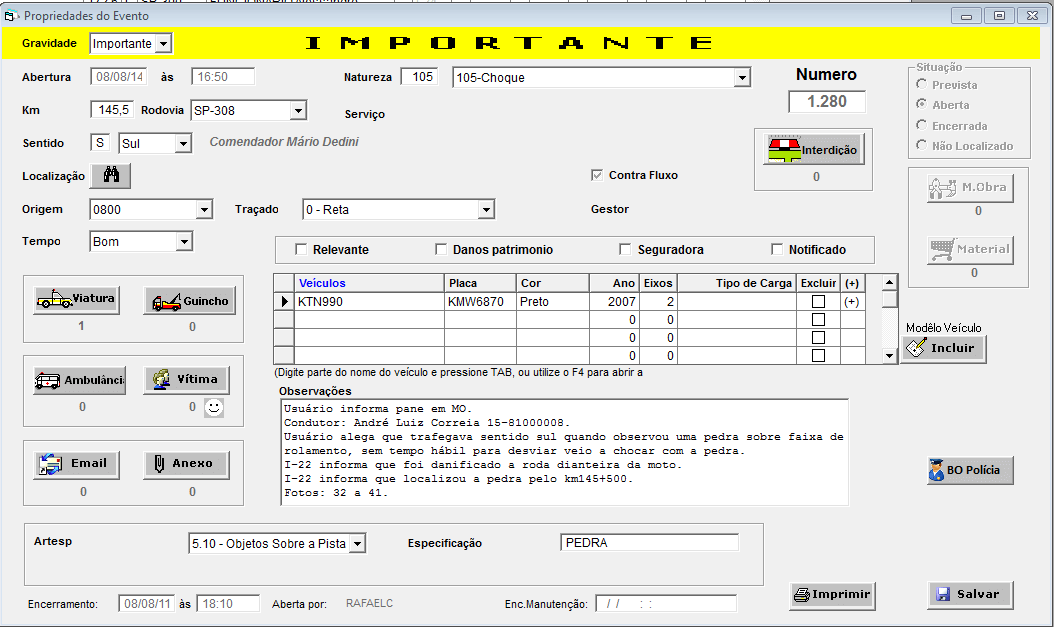 Propriedades do Evento
Gravidade Importante I M P O R T A N T E
Abertura 08/08/14 às 16:50 Natureza 105 105-Choque Numero 1.280
Situação
Prevista
Aberta
Encerrada
Não Localizado
Km 145,5 Rodovia SP-308 Serviço
Sentido S Sul Comendador Mário Dedini
Interdição
0
Localização Contra Fluxo
Origem 0800 Traçado 0 - Reta Gestor
M.Obra
0
Material
0
Tempo Bom
Relevante Danos patrimonio Seguradora Notificado
Viatura Guincho
1 0
Ambulânci Vítima
0 0
Email Anexo
0 0
Veículos Placa Cor Ano Eixos Tipo de Carga Excluir (+)
KTN990 KMW6870 Preto 2007 2 (+)
0 0
0 0
0 0
Modêlo Veículo
Incluir
(Digite parte do nome do veículo e pressione TAB, ou utilize o F4 para abrir a
Observações
Usuário informa pane em MO.
Condutor: André Luiz Correia 15-81000008.
Usuário alega que trafegava sentido sul quando observou uma pedra sobre faixa de
rolamento, sem tempo hábil para desviar veio a chocar com a pedra.
I-22 informa que foi danificado a roda dianteira da moto.
I-22 informa que localizou a pedra pelo km145+500.
Fotos: 32 a 41.
BO Polícia
Artesp 5.10 - Objetos Sobre a Pista Especificação PEDRA
Encerramento: 08/08/11 às 18:10 Aberta por: RAFAELC Enc.Manutenção: / / : :
Imprimir Salvar